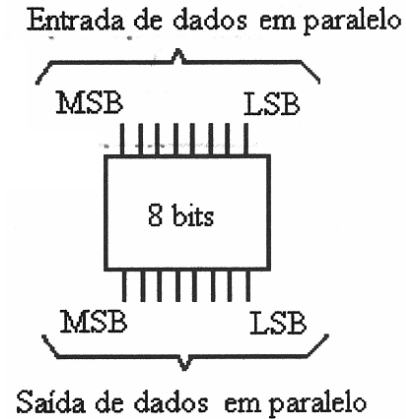 Entrada de dados em paralelo
MSB LSB
8 bits
MSB LSB
Saída de dados em paralelo